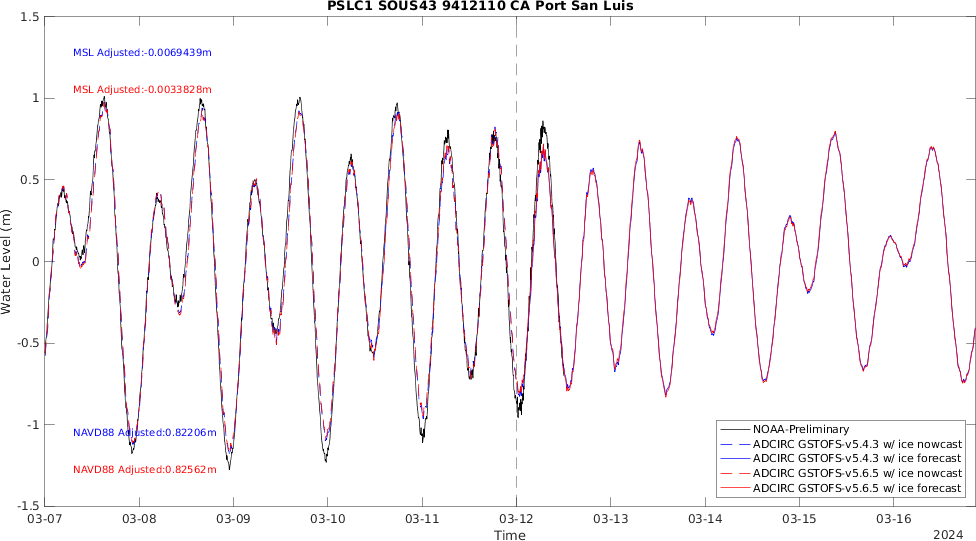 PSLC1 SOUS43 9412110 CA Port San Luis
1.5
1
0.5
0
-0.5
-1
-1.5
Water Level (m)
MSL Adjusted:-0.0069439m
MSL Adjusted:-0.0033828m
NAVD88 Adjusted:0.82206m
NAVD88 Adjusted:0.82562m
NOAA-Preliminary
ADCIRC GSTOFS-v5.4.3 w/ ice nowcast
ADCIRC GSTOFS-v5.4.3 w/ ice forecast
ADCIRC GSTOFS-v5.6.5 w/ ice nowcast
ADCIRC GSTOFS-v5.6.5 w/ ice forecast
03-07 03-08 03-09 03-10 03-11 03-12 03-13 03-14 03-15 03-16
Time
2024